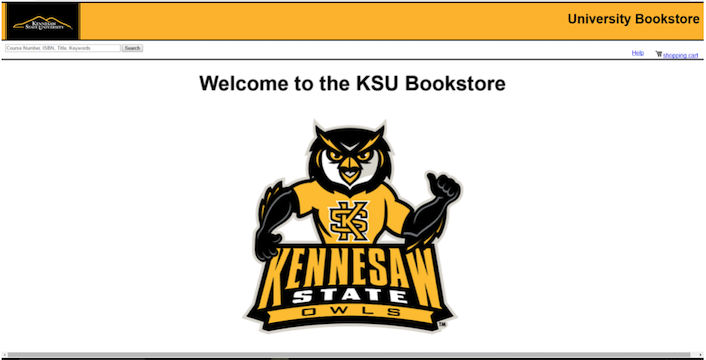 KENNESAW
STATE UNIVERSITY
University Bookstore
Course Number, ISBN, Title, Keywords
Search
Help
shopping cart
Welcome to the KSU Bookstore
KS
KENNESAW
STATE
OWLS
TM